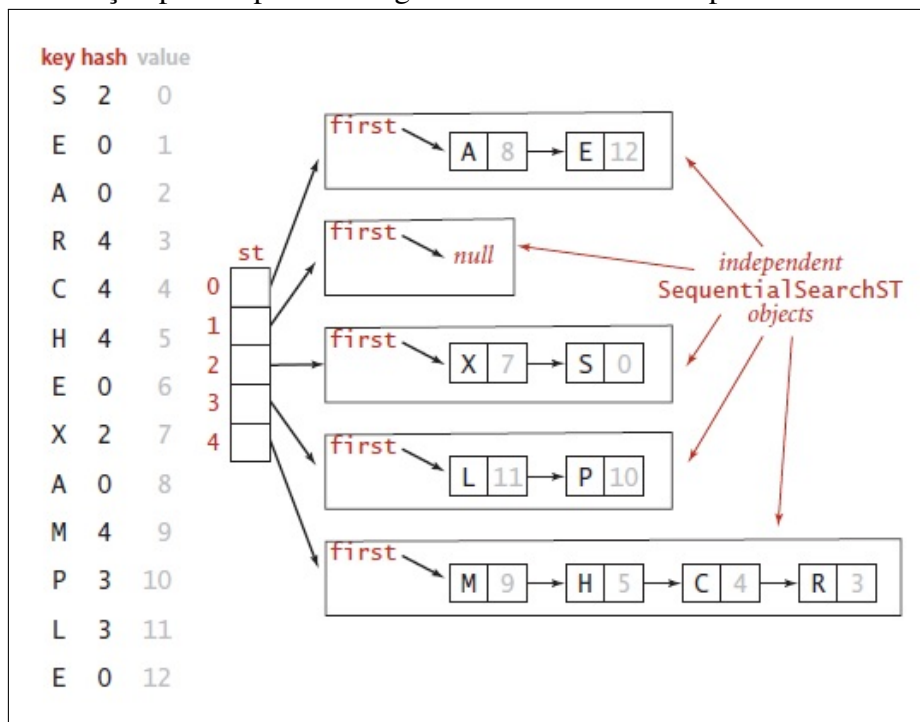 key hash value
S 2 0
E 0 1
A 0 2
R 4 3
C 4 4
H 4 5
E 0 6
X 2 7
A 0 8
M 4 9
P 3 10
L 3 11
E 0 12
st
0
1
2
3
4
first
A 8 E 12
first
null
first
X 7 S 0
first
L 11 P 10
first
M 9 H 5 C 4 R 3
independent
SequentialSearchST
objects